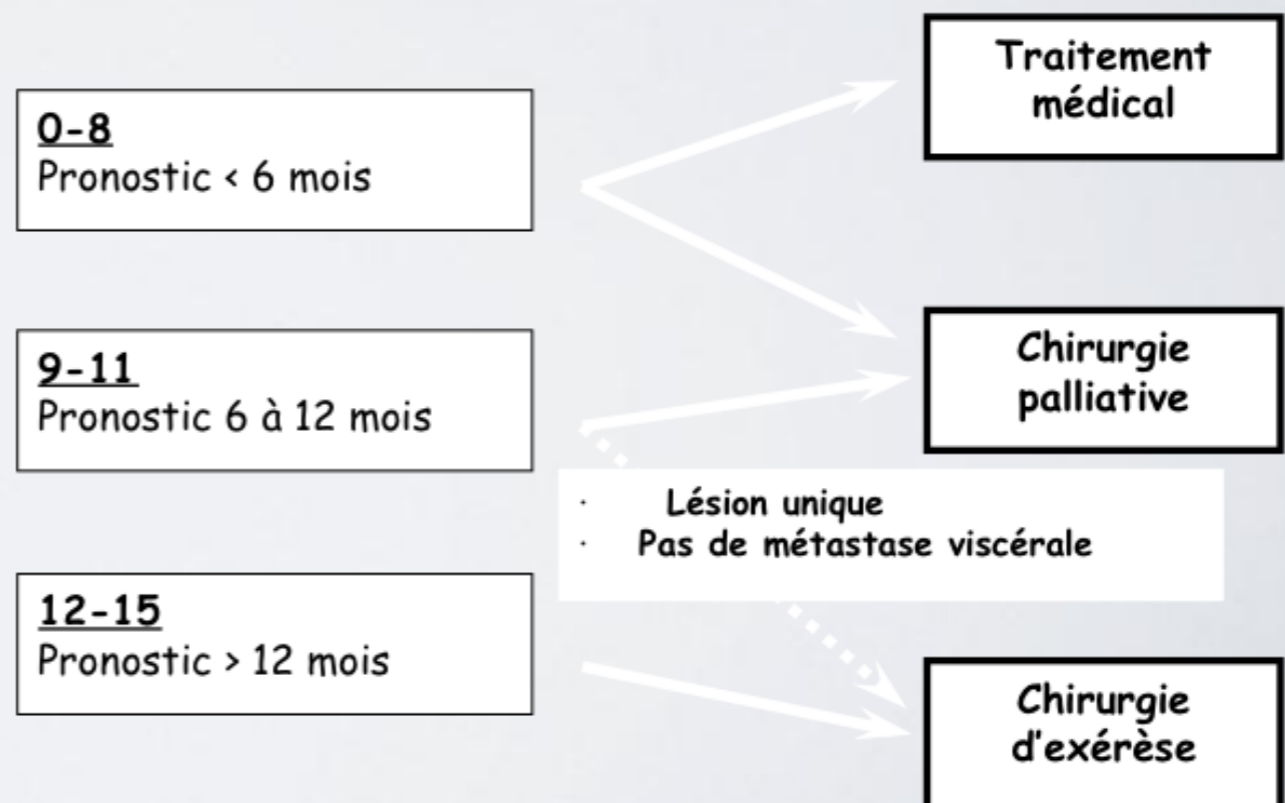 0-8
Pronostic < 6 mois
9-11
Pronostic 6 à 12 mois
12-15
Pronostic > 12 mois
· Lésion unique
· Pas de métastase viscérale
Traitement
médical
Chirurgie
palliative
Chirurgie
d'exérèse